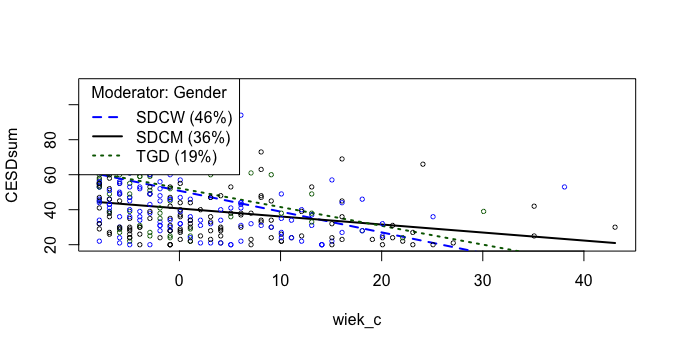 Moderator: Gender
SDCW (46%)
SDCM (36%)
TGD (19%)
CESDsum
80
60
40
20
0 10 20 30 40
wiek_c